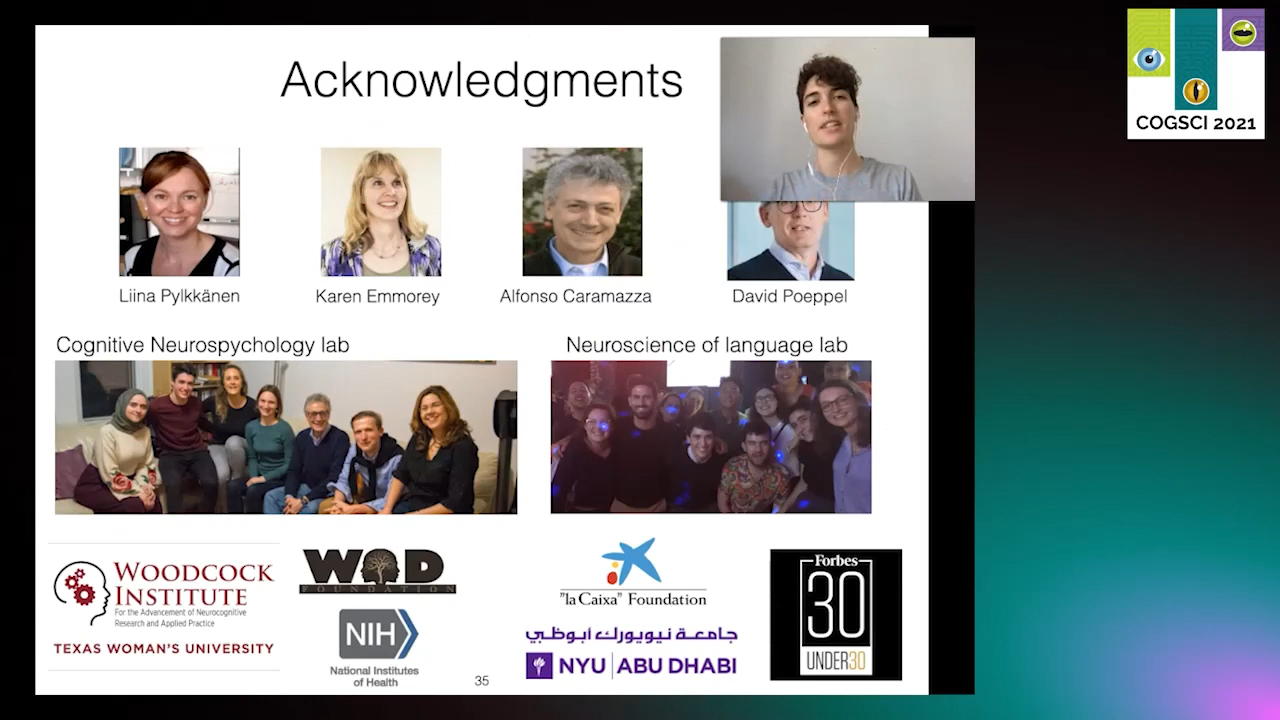 Acknowledgments
COGSCI 2021
Liina Pylkkänen
Karen Emmorey
Alfonso Caramazza
David Poeppel
Cognitive Neurospychology lab
Neuroscience of language lab
WOODCOCK
INSTITUTE
For the Advancement of Neurocognitive
Research and Applied Practice
TEXAS WOMAN'S UNIVERSITY
WOD
FOUNDATION
NIH
National Institutes
of Health
35
"la Caixa" Foundation
جامعة نيويورك أبوظبي
NYU ABU DHABI
Forbes
30
UNDER30